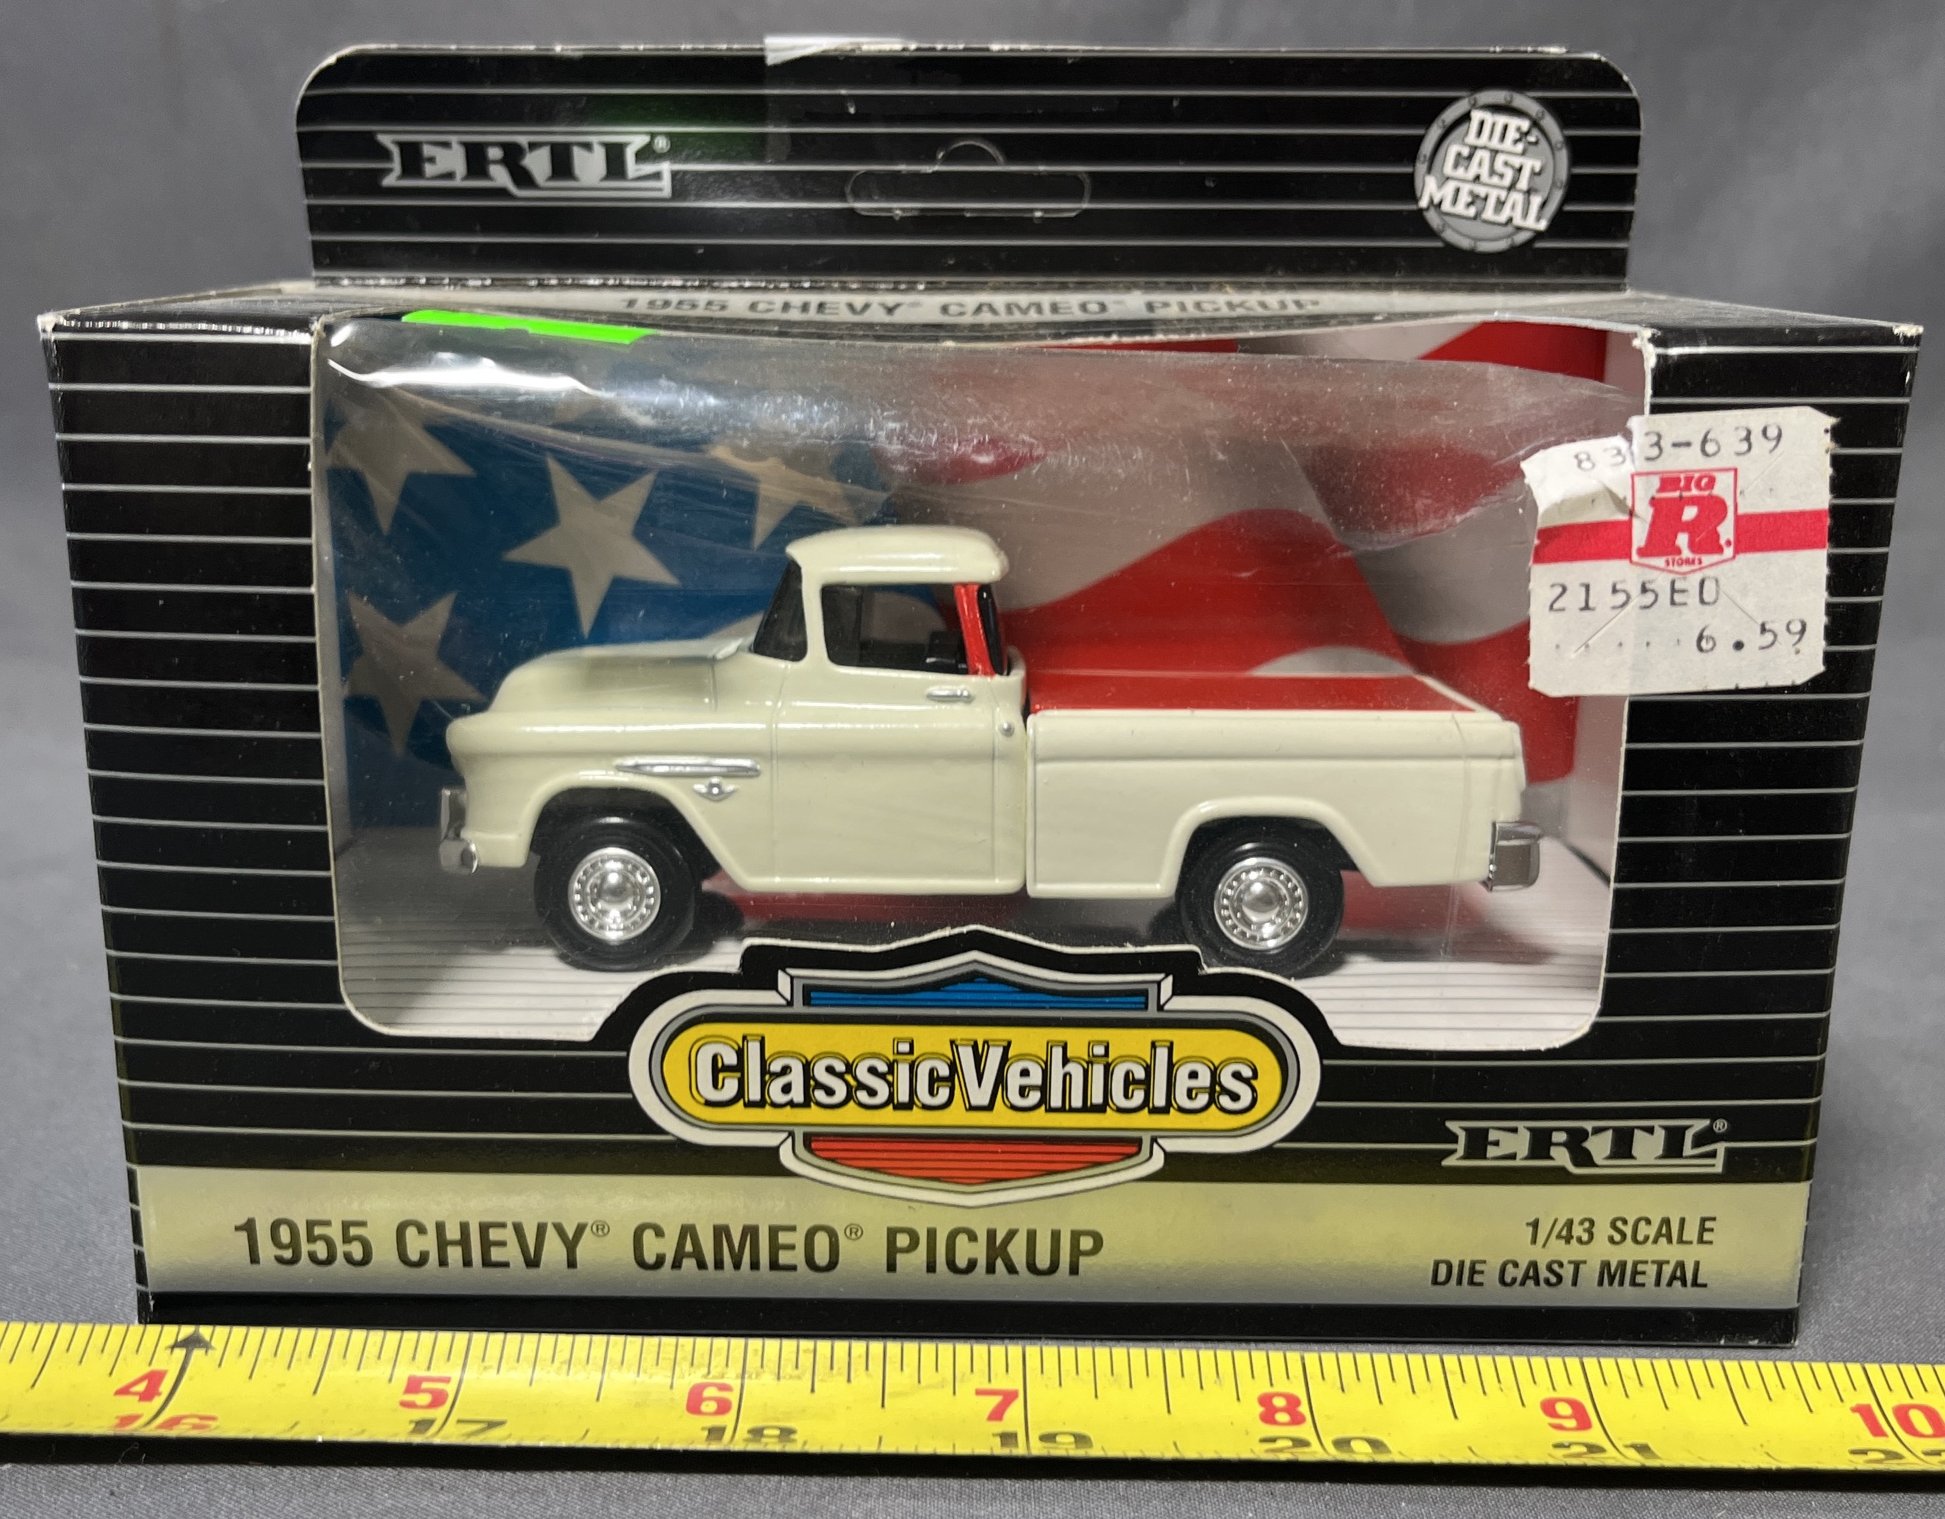 ERTL®
DIE-
CAST
METAL
1955 CHEVY® CAMEO® PICKUP
833-639
BIG
R
STORES
2155EO
6.59
ClassicVehicles
ERTL®
1955 CHEVY® CAMEO® PICKUP
1/43 SCALE
DIE CAST METAL
4 5 6 7 8 9 10
16 17 18 19 20 21